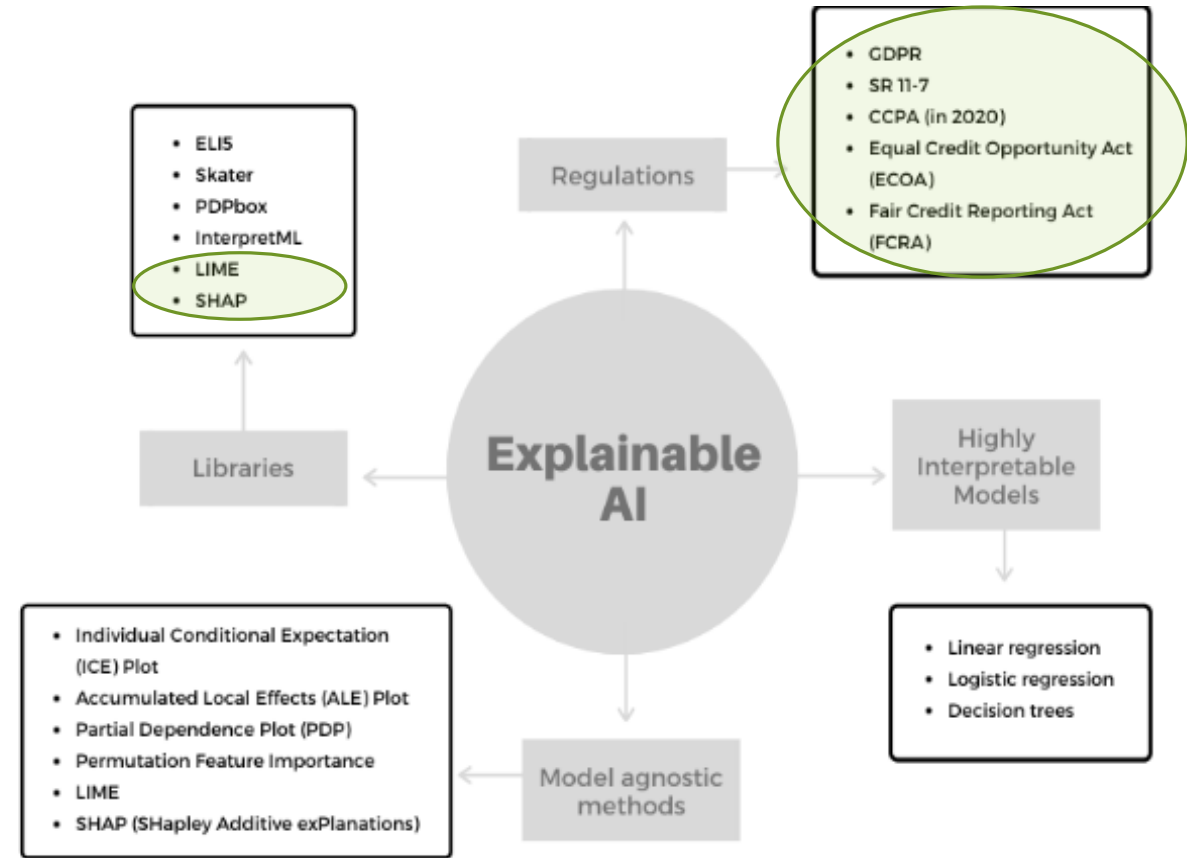 • GDPR
• SR 11-7
• CCPA (in 2020)
• Equal Credit Opportunity Act
(ECOA)
• Fair Credit Reporting Act
(FCRA)
Regulations
• ELI5
• Skater
• PDPbox
• InterpretML
• LIME
• SHAP
Libraries
Explainable
AI
Highly
Interpretable
Models
• Linear regression
• Logistic regression
• Decision trees
Model agnostic
methods
• Individual Conditional Expectation
(ICE) Plot
• Accumulated Local Effects (ALE) Plot
• Partial Dependence Plot (PDP)
• Permutation Feature Importance
• LIME
• SHAP (SHapley Additive exPlanations)